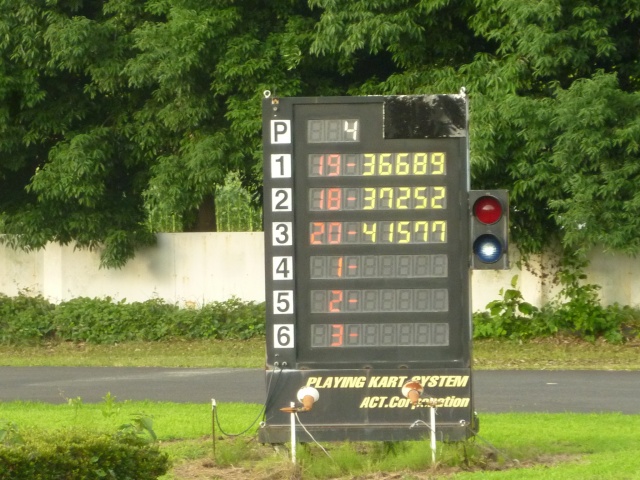 P 4
1 19-36689
2 18-37252
3 20-41577
4 1-
5 2-
6 3-
PLAYING KART SYSTEM
ACT.Corporation